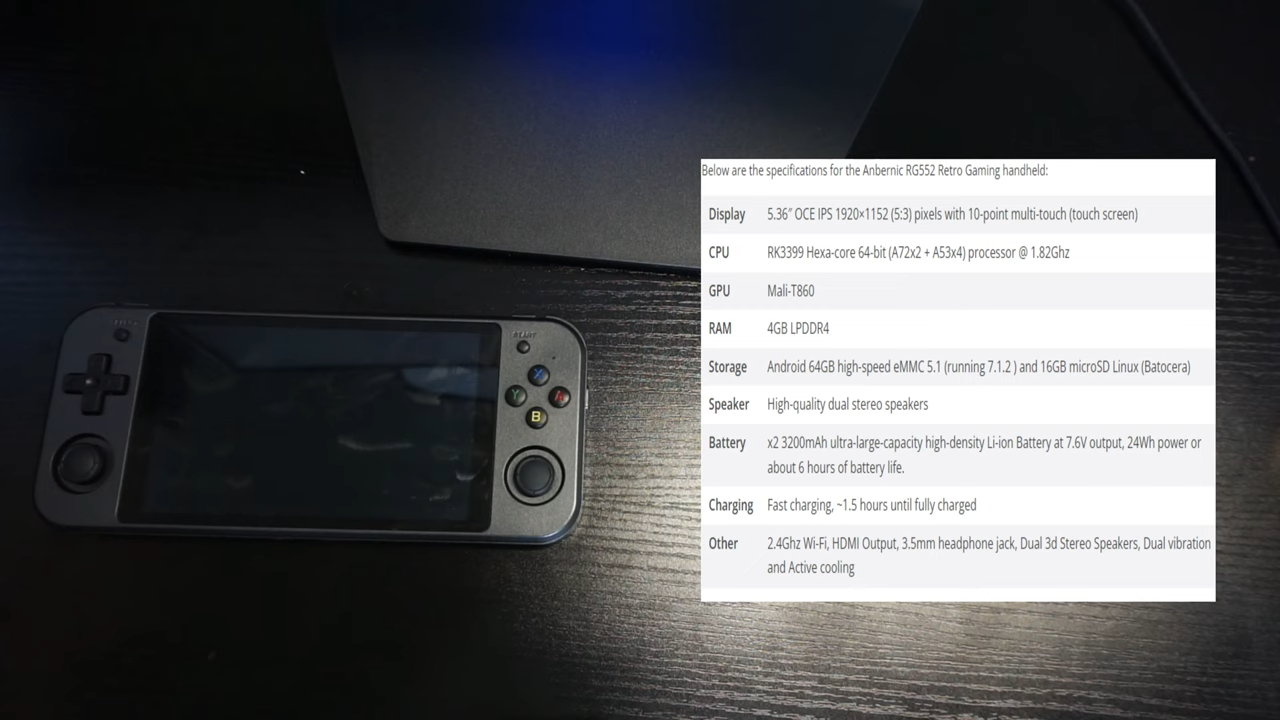 Below are the specifications for the Anbernic RG552 Retro Gaming handheld:
Display 5.36″ OCE IPS 1920×1152 (5:3) pixels with 10-point multi-touch (touch screen)
CPU RK3399 Hexa-core 64-bit (A72x2 + A53x4) processor @ 1.82Ghz
GPU Mali-T860
RAM 4GB LPDDR4
Storage Android 64GB high-speed eMMC 5.1 (running 7.1.2 ) and 16GB microSD Linux (Batocera)
Speaker High-quality dual stereo speakers
Battery x2 3200mAh ultra-large-capacity high-density Li-ion Battery at 7.6V output, 24Wh power or
about 6 hours of battery life.
Charging Fast charging, ~1.5 hours until fully charged
Other 2.4Ghz Wi-Fi, HDMI Output, 3.5mm headphone jack, Dual 3d Stereo Speakers, Dual vibration
and Active cooling
START
X
Y A
B